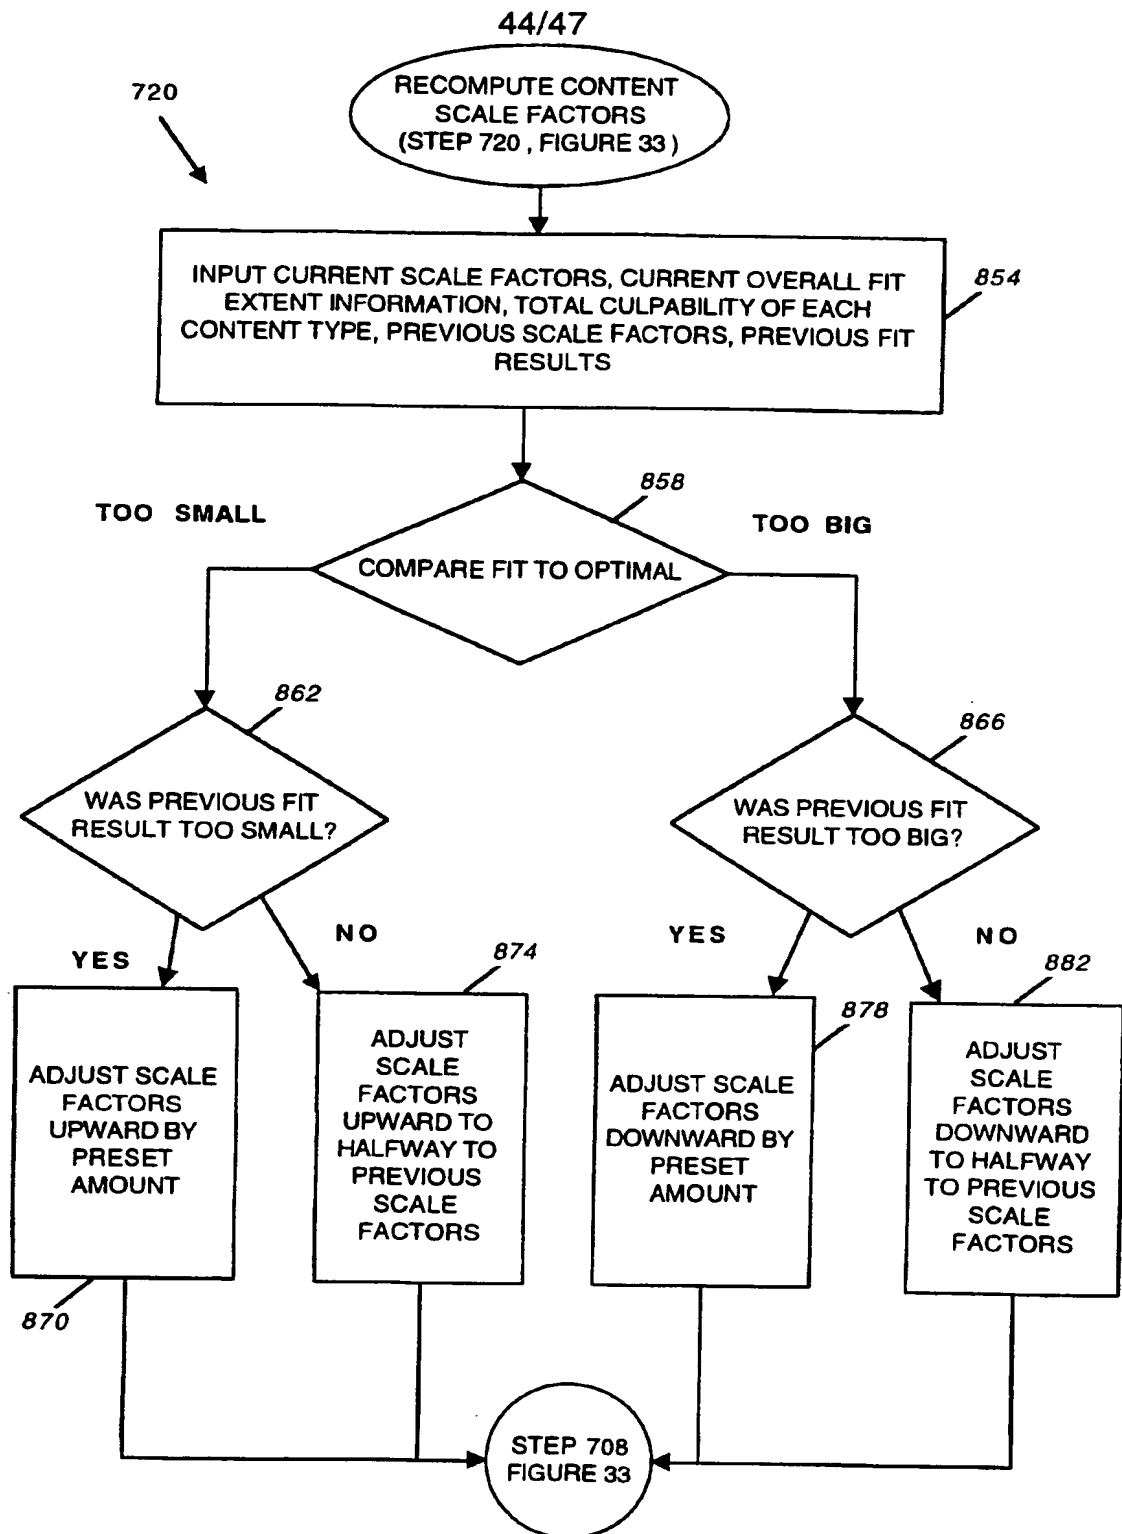 44/47
RECOMPUTE CONTENT
SCALE FACTORS
(STEP 720 , FIGURE 33 )
720
INPUT CURRENT SCALE FACTORS, CURRENT OVERALL FIT
EXTENT INFORMATION, TOTAL CULPABILITY OF EACH
CONTENT TYPE, PREVIOUS SCALE FACTORS, PREVIOUS FIT
RESULTS
854
858
TOO SMALL
TOO BIG
COMPARE FIT TO OPTIMAL
862
WAS PREVIOUS FIT
RESULT TOO SMALL?
866
WAS PREVIOUS FIT
RESULT TOO BIG?
YES
NO
YES
NO
ADJUST SCALE
FACTORS
UPWARD BY
PRESET
AMOUNT
870
874
ADJUST
SCALE
FACTORS
UPWARD TO
HALFWAY TO
PREVIOUS
SCALE
FACTORS
878
ADJUST SCALE
FACTORS
DOWNWARD BY
PRESET
AMOUNT
882
ADJUST
SCALE
FACTORS
DOWNWARD
TO HALFWAY
TO PREVIOUS
SCALE
FACTORS
STEP 708
FIGURE 33